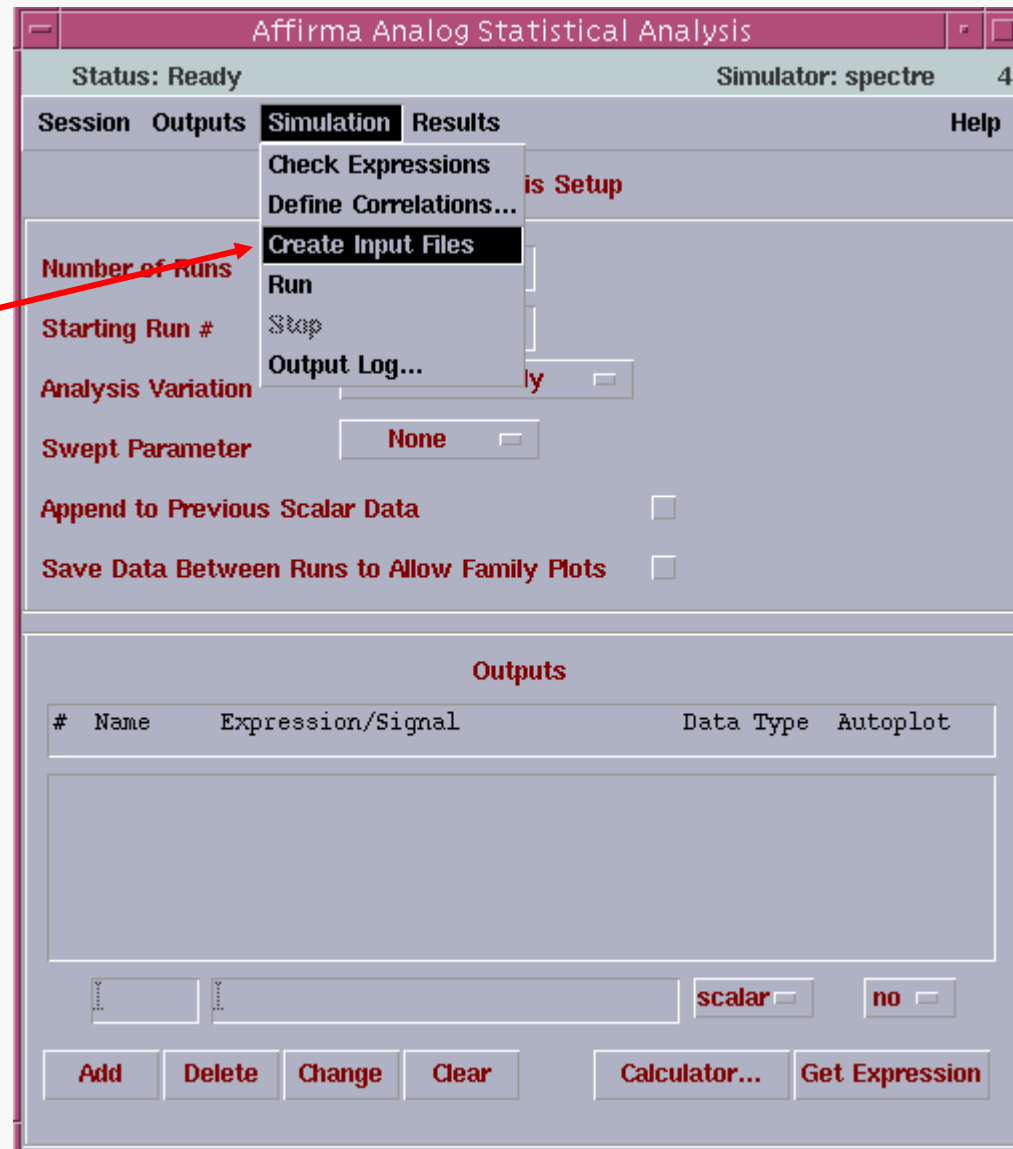 Affirma Analog Statistical Analysis
Status: Ready Simulator: spectre 4
Session Outputs Simulation Results Help
Check Expressions
is Setup
Define Correlations...
Create Input Files
Number of Runs
Run
Starting Run #
Stop
Output Log...
Analysis Variation ly
Swept Parameter None
Append to Previous Scalar Data
Save Data Between Runs to Allow Family Plots
Outputs
# Name Expression/Signal Data Type Autoplot
scalar no
Add Delete Change Clear Calculator... Get Expression